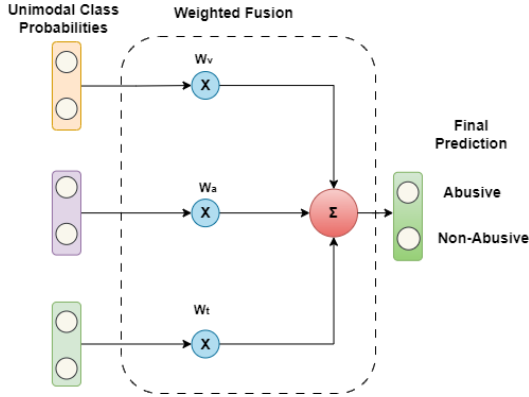 Unimodal Class
Probabilities
Weighted Fusion
Wv
X
Wa
X
Σ
Wt
X
Final
Prediction
Abusive
Non-Abusive